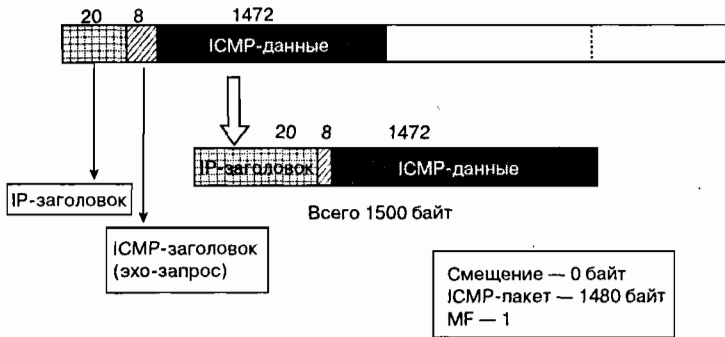 20 8 1472
ICMP-данные
20 8 1472
IP-заголовок ICMP-данные
IP-заголовок
Всего 1500 байт
ICMP-заголовок
(эхо-запрос)
Смещение — 0 байт
ICMP-пакет — 1480 байт
MF — 1